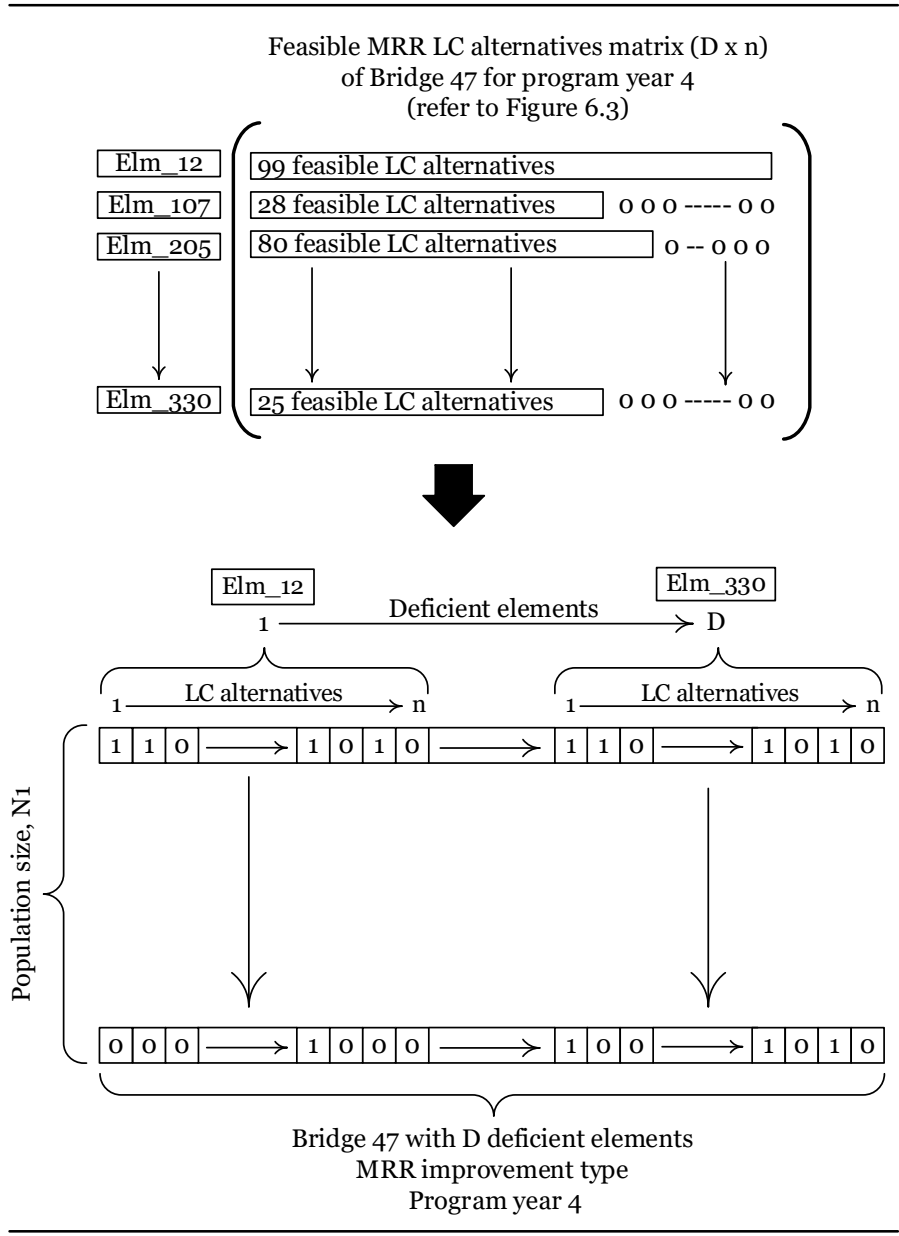 Feasible MRR LC alternatives matrix (D x n)
of Bridge 47 for program year 4
(refer to Figure 6.3)
Elm_12 99 feasible LC alternatives
Elm_107 28 feasible LC alternatives 0 0 0 ----- 0 0
Elm_205 80 feasible LC alternatives 0 -- 0 0 0
Elm_330 25 feasible LC alternatives 0 0 0 ----- 0 0
Elm_12 Elm_330
1 Deficient elements D
1 LC alternatives n 1 LC alternatives n
1 1 0 1 0 1 0 1 1 0 1 0 1 0
Population size, N1
0 0 0 1 0 0 0 1 0 0 1 0 1 0
Bridge 47 with D deficient elements
MRR improvement type
Program year 4